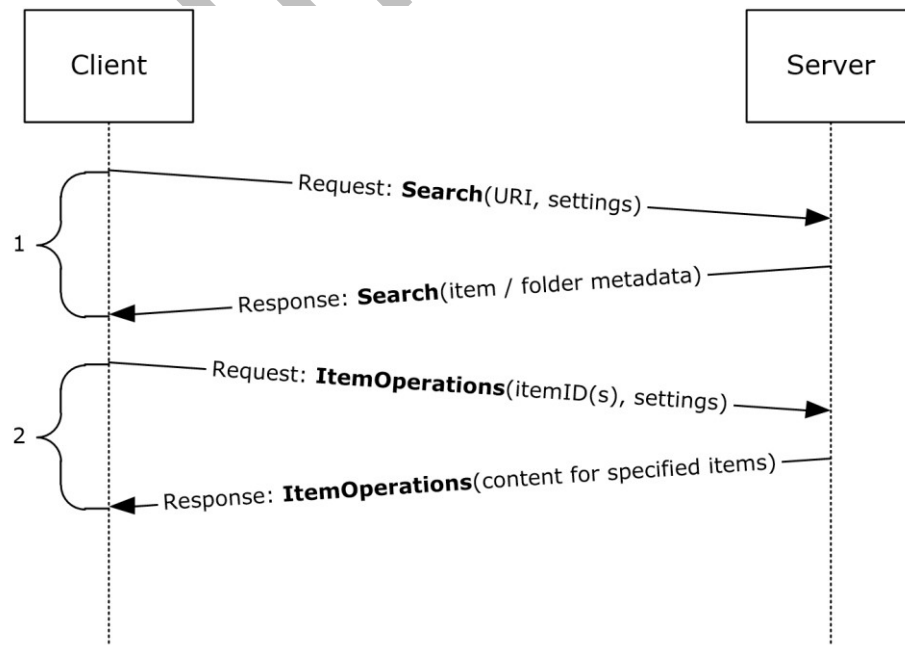 Client
Server
Request: Search(URI, settings)
1
Response: Search(item / folder metadata)
Request: ItemOperations(itemID(s), settings)
2
Response: ItemOperations(content for specified items)